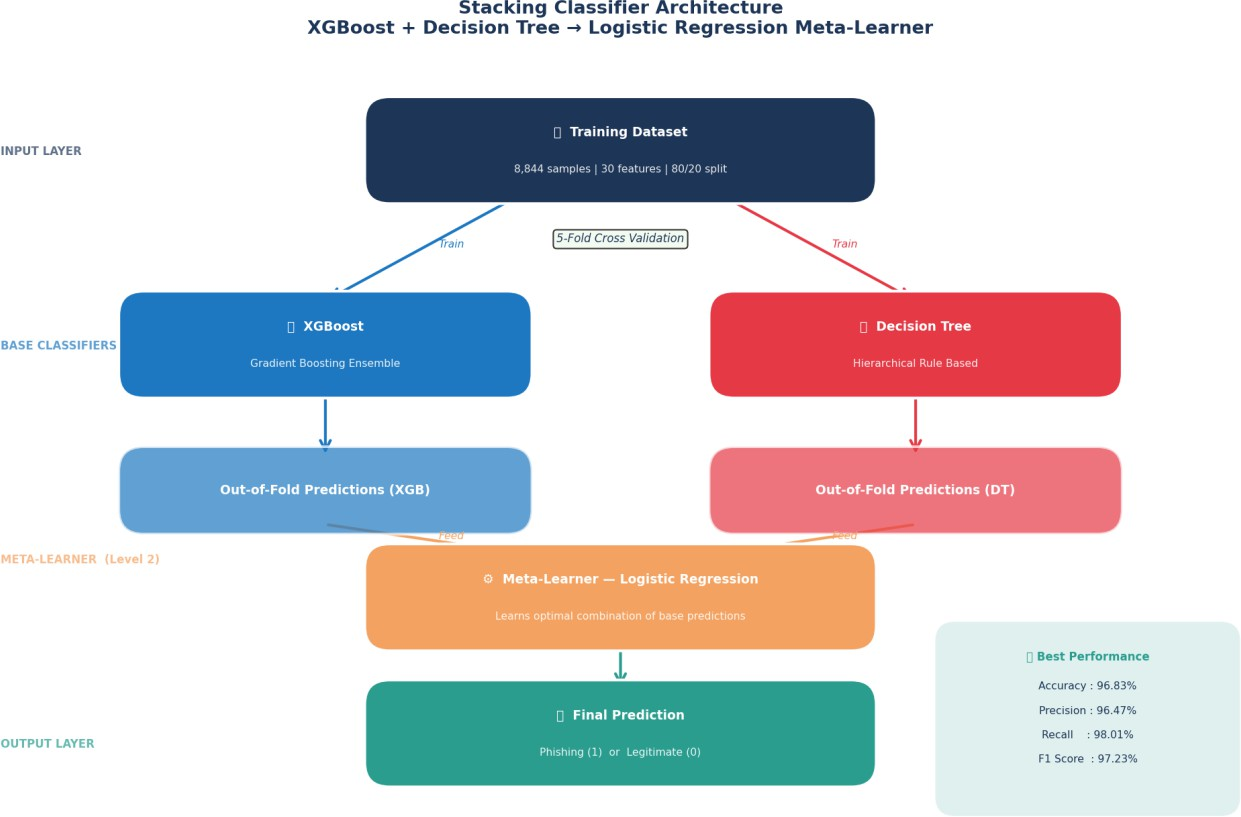 Stacking Classifier Architecture
XGBoost + Decision Tree → Logistic Regression Meta-Learner
INPUT LAYER
Training Dataset
8,844 samples | 30 features | 80/20 split
Train
5-Fold Cross Validation
Train
BASE CLASSIFIERS
XGBoost
Gradient Boosting Ensemble
Decision Tree
Hierarchical Rule Based
Out-of-Fold Predictions (XGB)
Out-of-Fold Predictions (DT)
Feed
Feed
META-LEARNER (Level 2)
⚙ Meta-Learner — Logistic Regression
Learns optimal combination of base predictions
Best Performance
Accuracy : 96.83%
Precision : 96.47%
Recall : 98.01%
F1 Score : 97.23%
OUTPUT LAYER
Final Prediction
Phishing (1) or Legitimate (0)